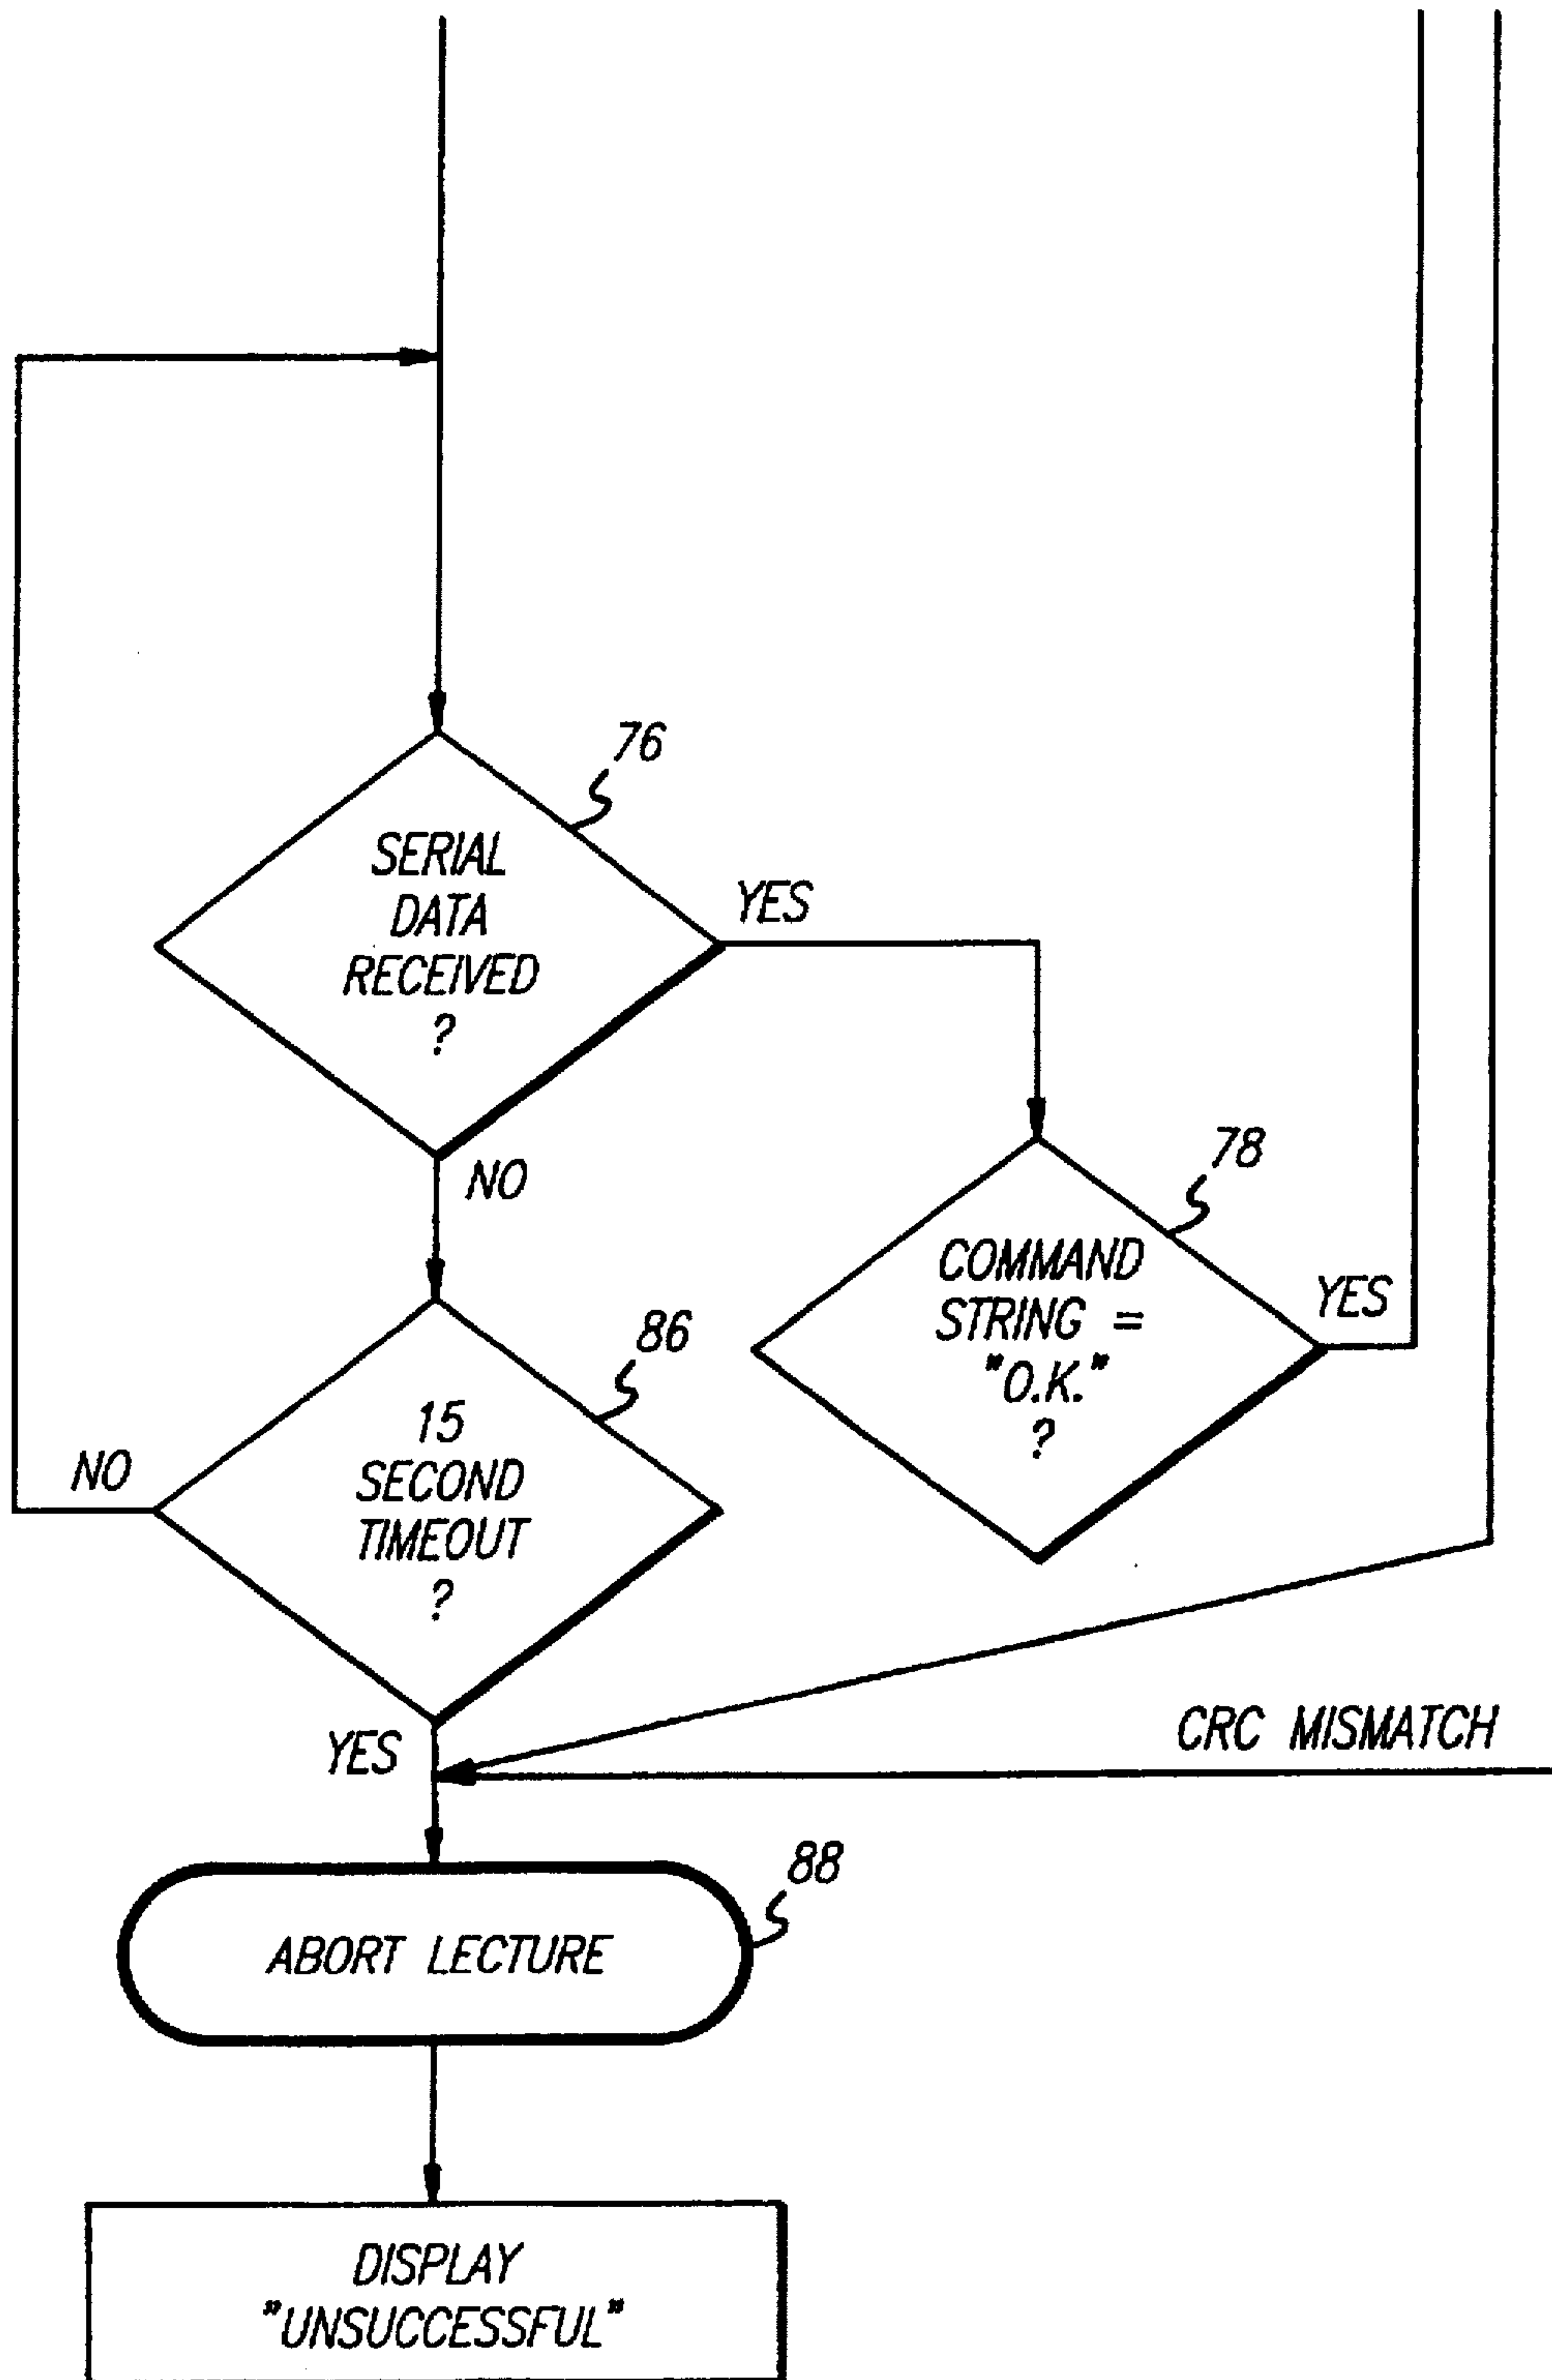 76
SERIAL
DATA
RECEIVED
?
YES
NO
78
COMMAND
STRING =
"O.K."
?
YES
86
15
SECOND
TIMEOUT
?
NO
YES
CRC MISMATCH
88
ABORT LECTURE
DISPLAY
"UNSUCCESSFUL"